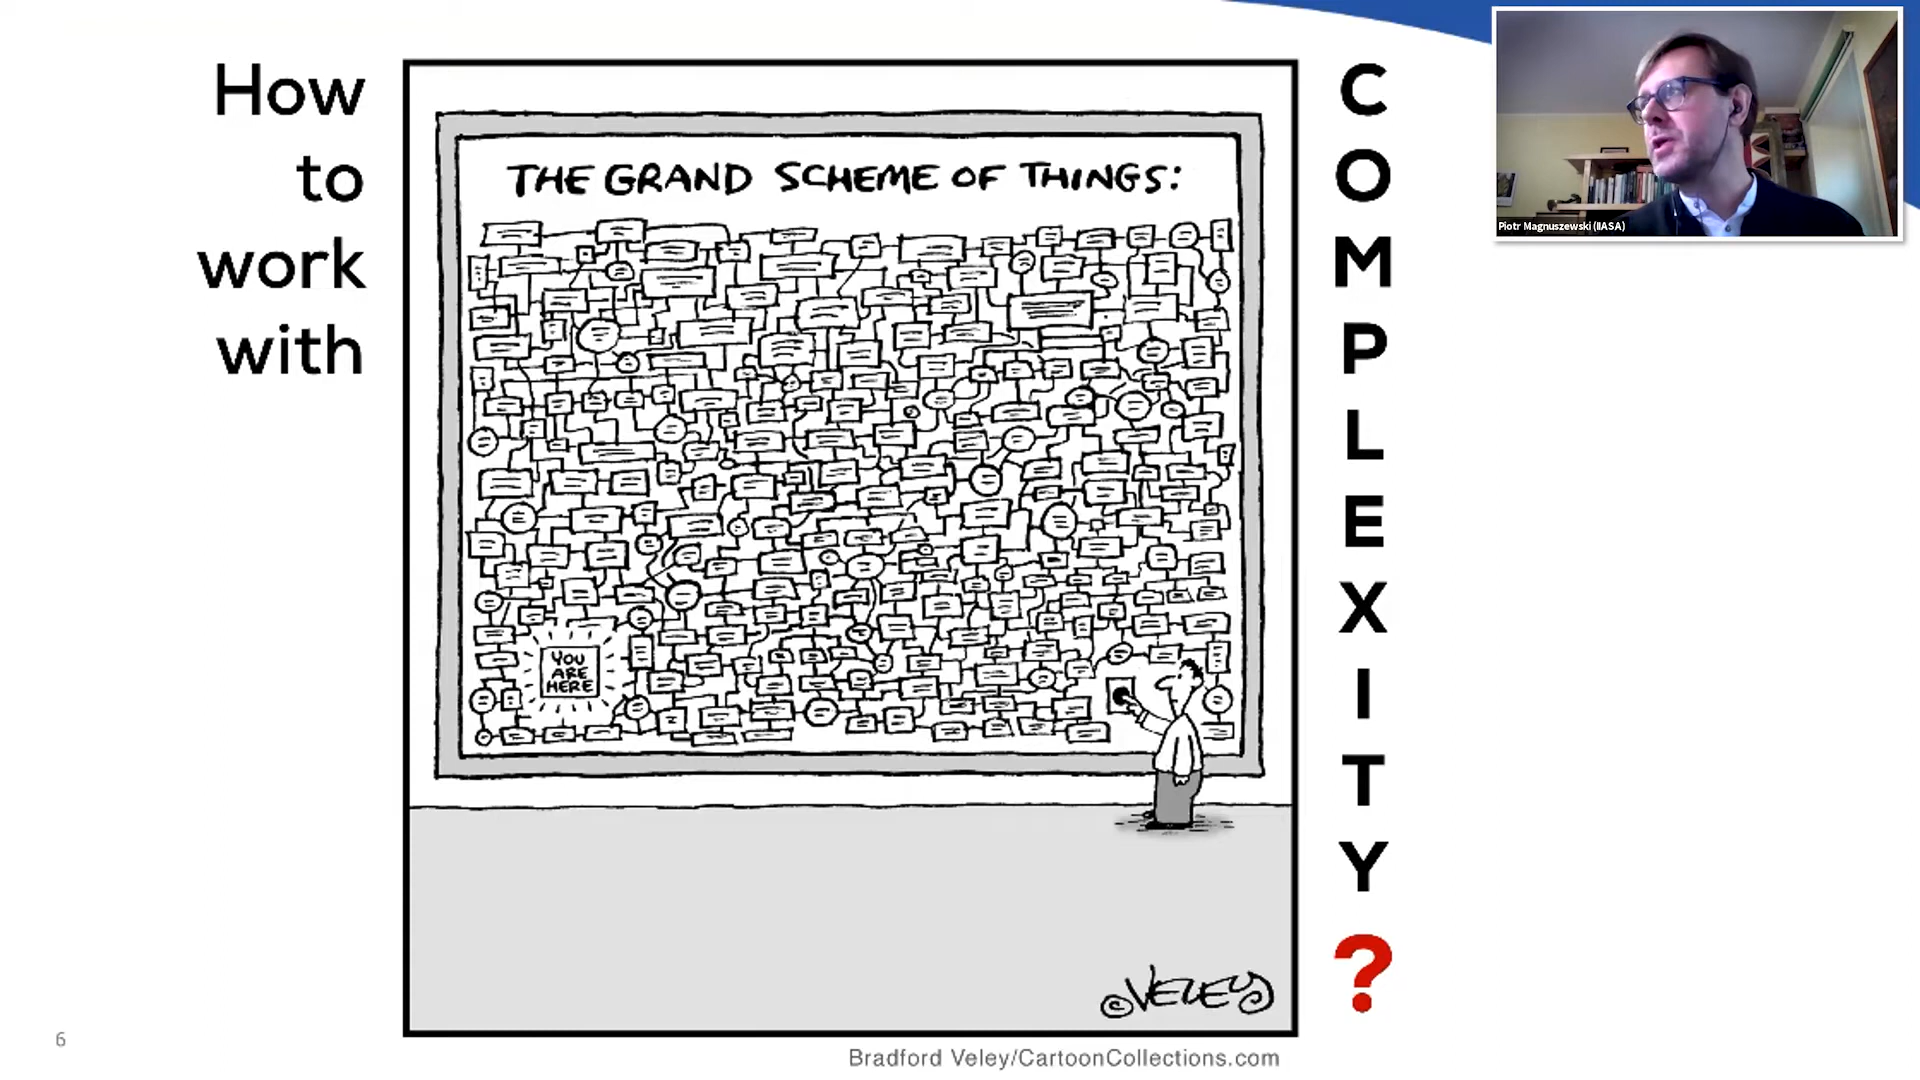 How
to
work
with
THE GRAND SCHEME OF THINGS:
YOU
ARE
HERE
©VELEY
C
O
M
P
L
E
X
I
T
Y
?
Piotr Magnuszewski (IIASA)
6
Bradford Veley/CartoonCollections.com